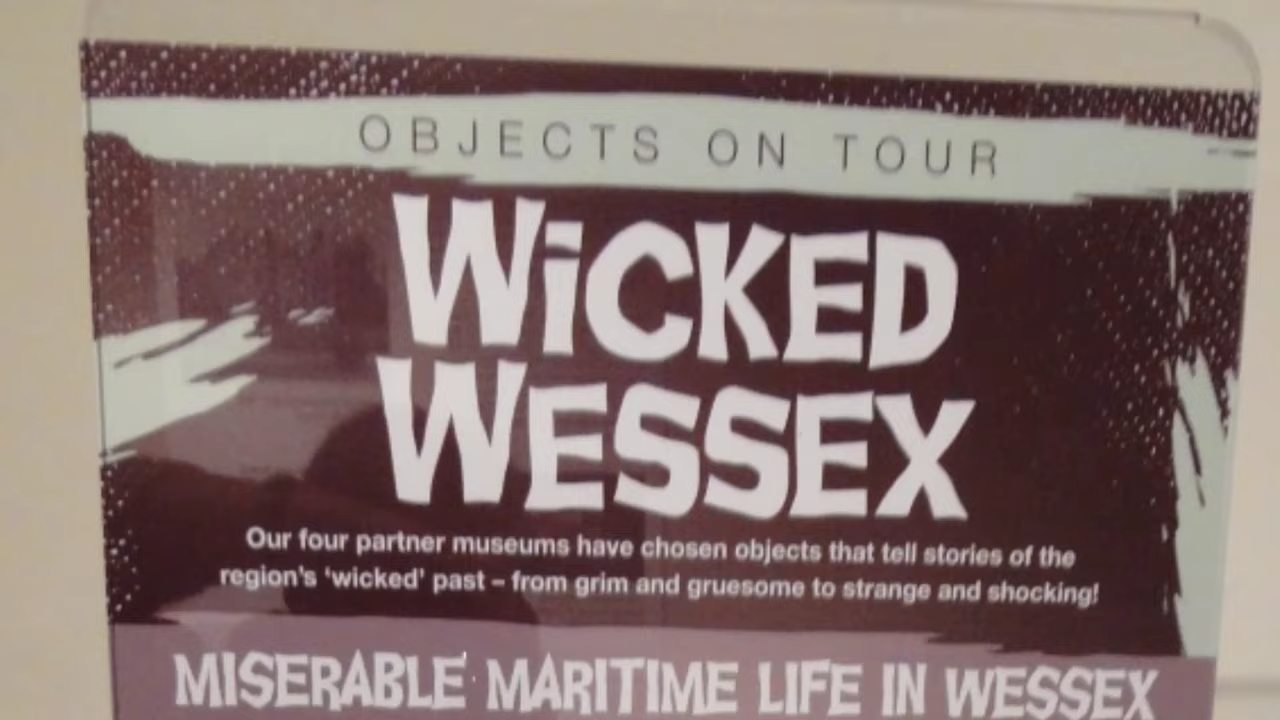 OBJECTS ON TOUR
WiCKED
WESSEX
Our four partner museums have chosen objects that tell stories of the
region's 'wicked' past – from grim and gruesome to strange and shocking!
MISERABLE MARITIME LIFE IN WESSEX